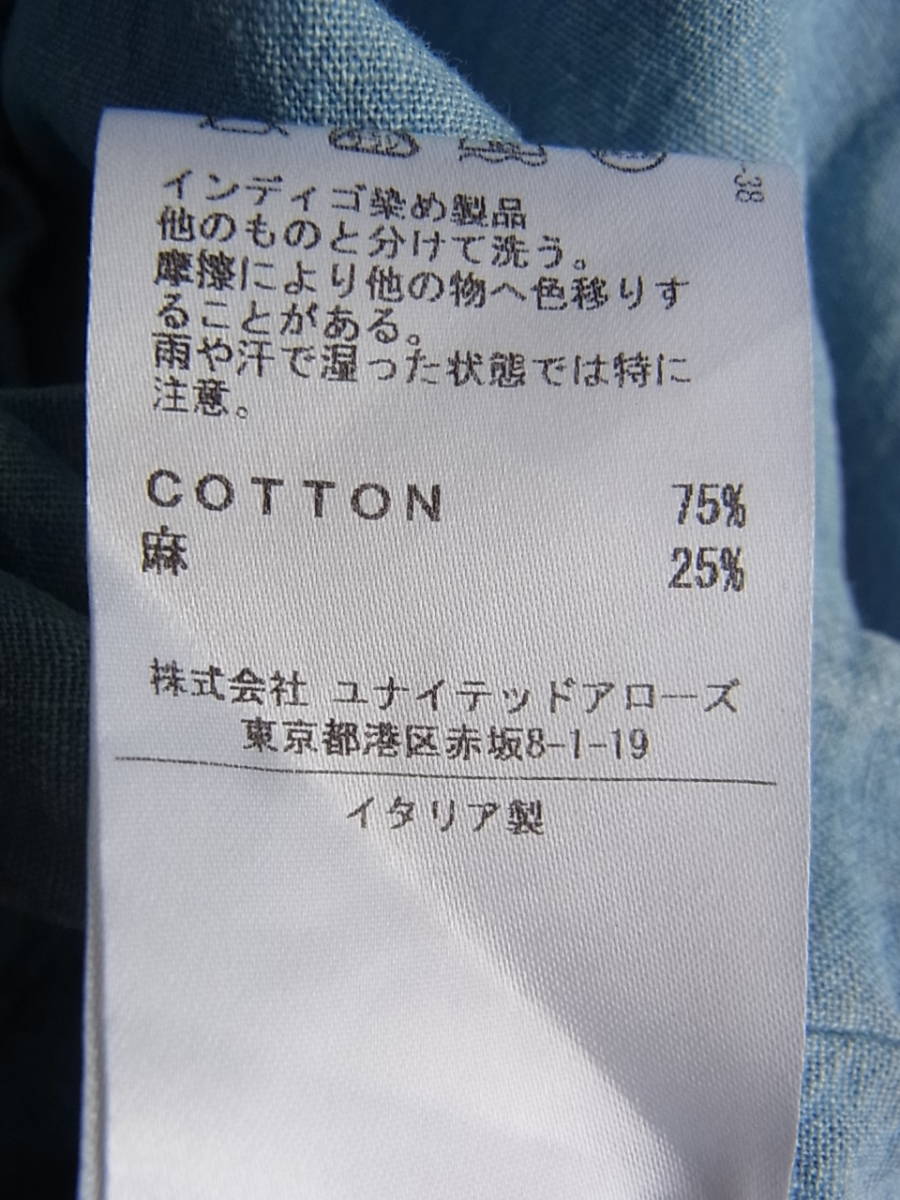 -38
インディゴ染め製品
他のものと分けて洗う。
摩擦により他の物へ色移りす
ることがある。
雨や汗で湿った状態では特に
注意。
COTTON 75%
麻 25%
株式会社 ユナイテッドアローズ
東京都港区赤坂8-1-19
イタリア製